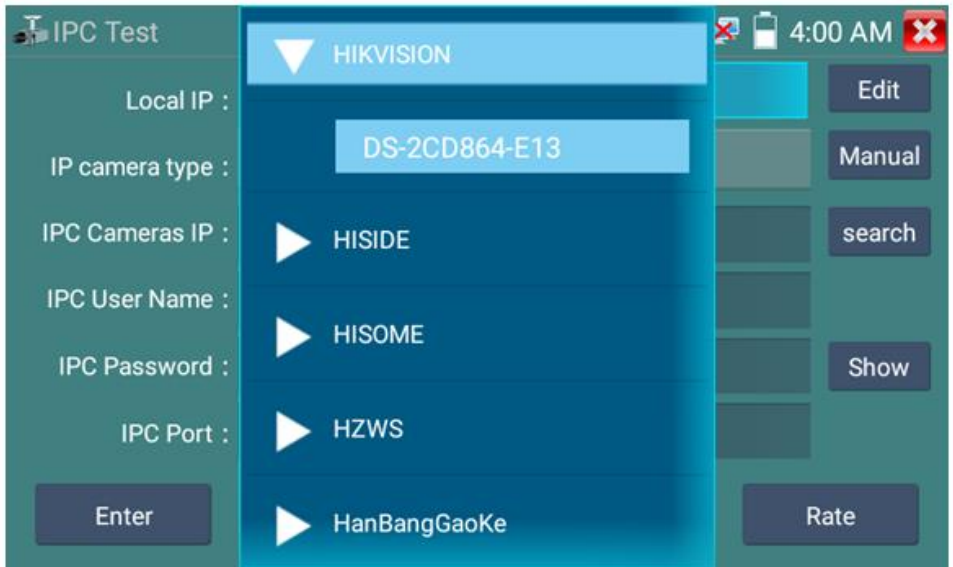 IPC Test
4:00 AM
HIKVISION
DS-2CD864-E13
HISIDE
HISOME
HZWS
HanBangGaoKe
Local IP :
Edit
IP camera type :
Manual
IPC Cameras IP :
search
IPC User Name :
IPC Password :
Show
IPC Port :
Enter
Rate